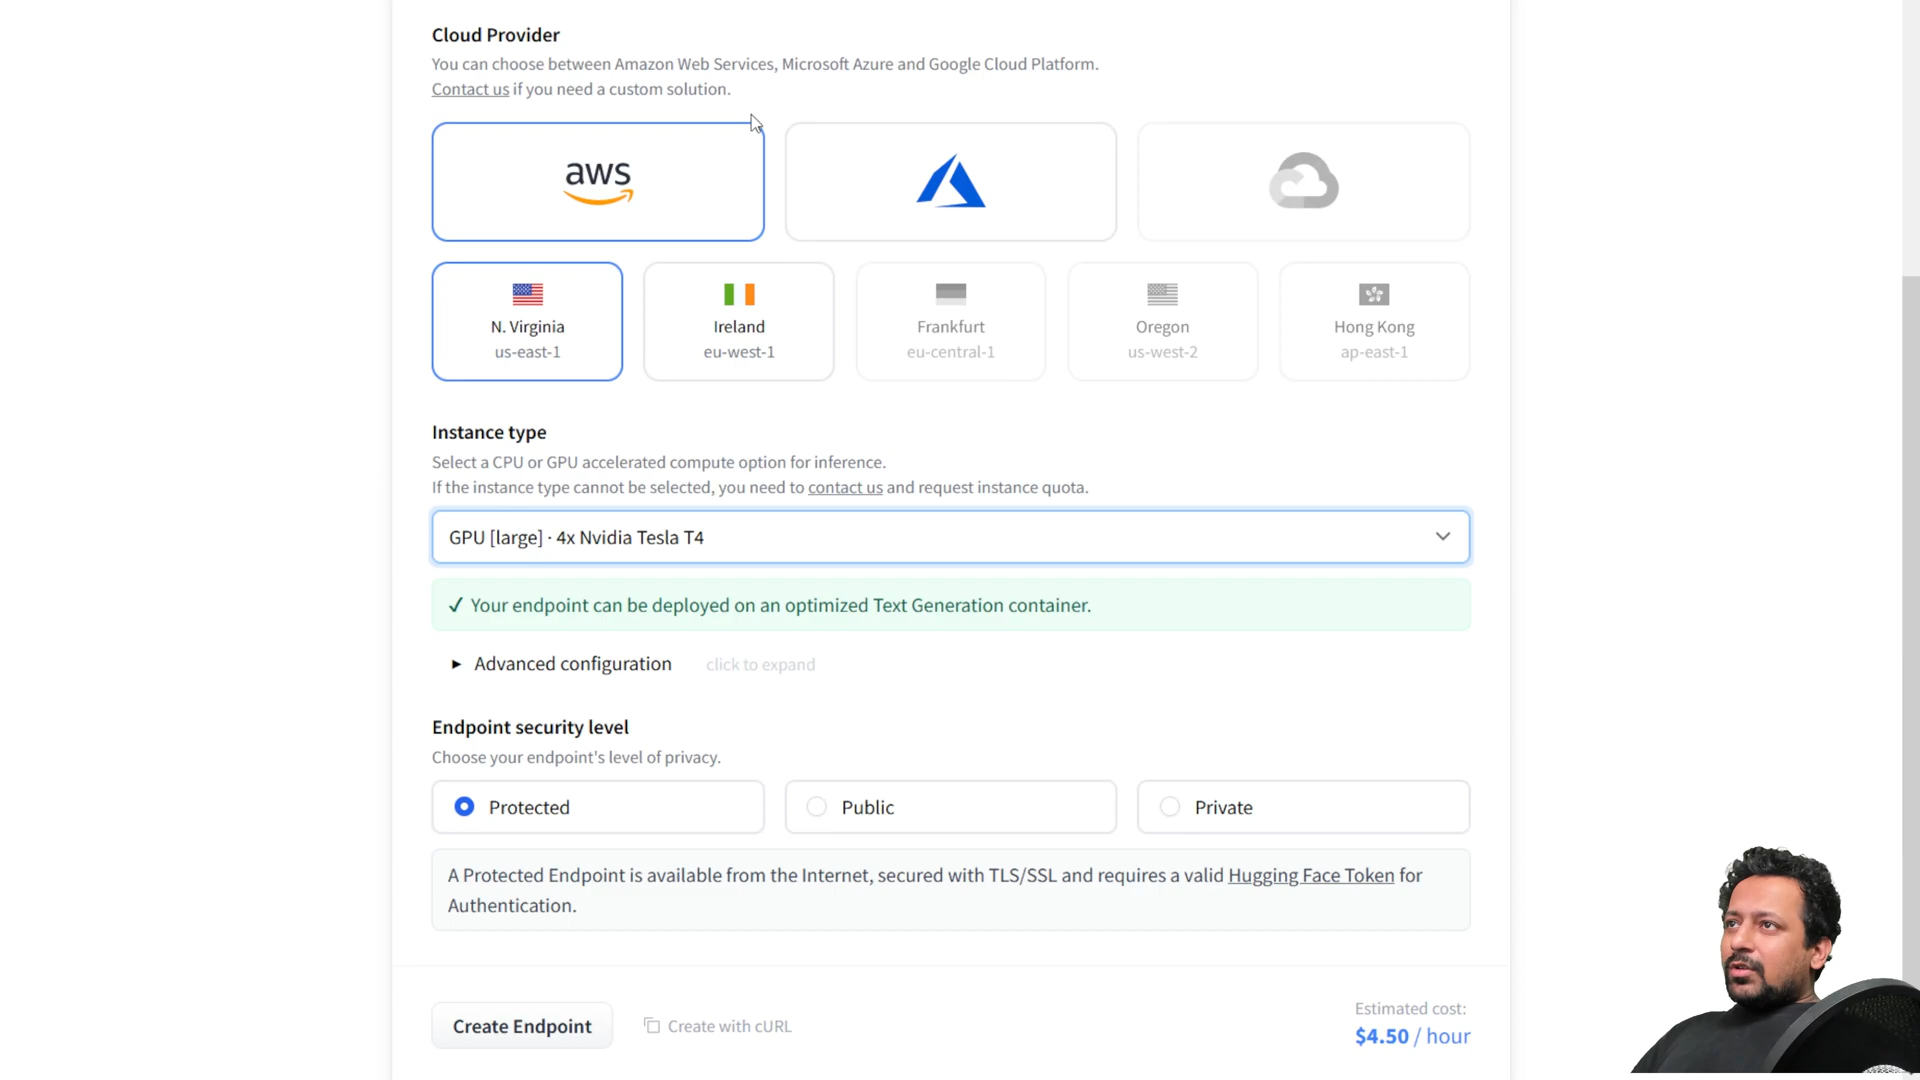 Cloud Provider
You can choose between Amazon Web Services, Microsoft Azure and Google Cloud Platform.
Contact us if you need a custom solution.
aws
N. Virginia
us-east-1
Ireland
eu-west-1
Frankfurt
eu-central-1
Oregon
us-west-2
Hong Kong
ap-east-1
Instance type
Select a CPU or GPU accelerated compute option for inference.
If the instance type cannot be selected, you need to contact us and request instance quota.
GPU [large] · 4x Nvidia Tesla T4
✓ Your endpoint can be deployed on an optimized Text Generation container.
Advanced configuration click to expand
Endpoint security level
Choose your endpoint's level of privacy.
Protected
Public
Private
A Protected Endpoint is available from the Internet, secured with TLS/SSL and requires a valid Hugging Face Token for
Authentication.
Create Endpoint
Create with cURL
Estimated cost:
$4.50 / hour